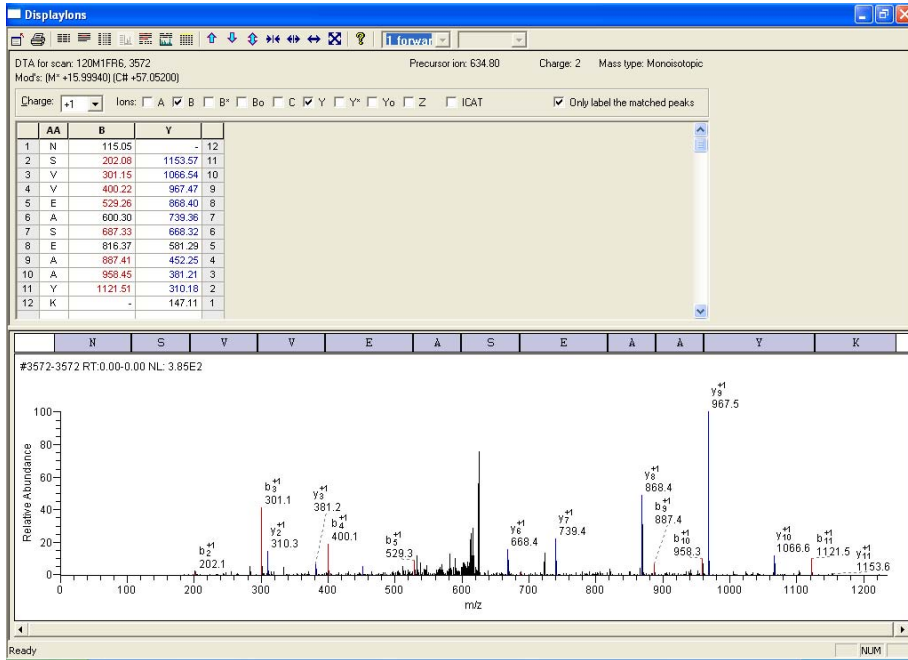 DisplayIons
1 forwar
DTA for scan: 120M1FR6, 3572 Precursor ion: 634.80 Charge: 2 Mass type: Monoisotopic
Mod's: (M* +15.99940) (C# +57.05200)
Charge: +1 Ions: A B B* Bo C Y Y* Yo Z ICAT Only label the matched peaks
AA B Y
1 N 115.05 - 12
2 S 202.08 1153.57 11
3 V 301.15 1066.54 10
4 V 400.22 967.47 9
5 E 529.26 868.40 8
6 A 600.30 739.36 7
7 S 687.33 668.32 6
8 E 816.37 581.29 5
9 A 887.41 452.25 4
10 A 958.45 381.21 3
11 Y 1121.51 310.18 2
12 K - 147.11 1
N S V V E A S E A A Y K
#3572-3572 RT:0.00-0.00 NL: 3.85E2
Relative Abundance
100
80
60
40
20
0
b2+1
202.1
b3+1
301.1
y2+1
310.3
y3+1
381.2
b4+1
400.1
b5+1
529.3
y6+1
668.4
y7+1
739.4
y8+1
868.4
b9+1
887.4
b10+1
958.3
y9+1
967.5
y10+1
1066.6
b11+1
1121.5
y11+1
1153.6
0 100 200 300 400 500 600 700 800 900 1000 1100 1200
m/z
Ready NUM